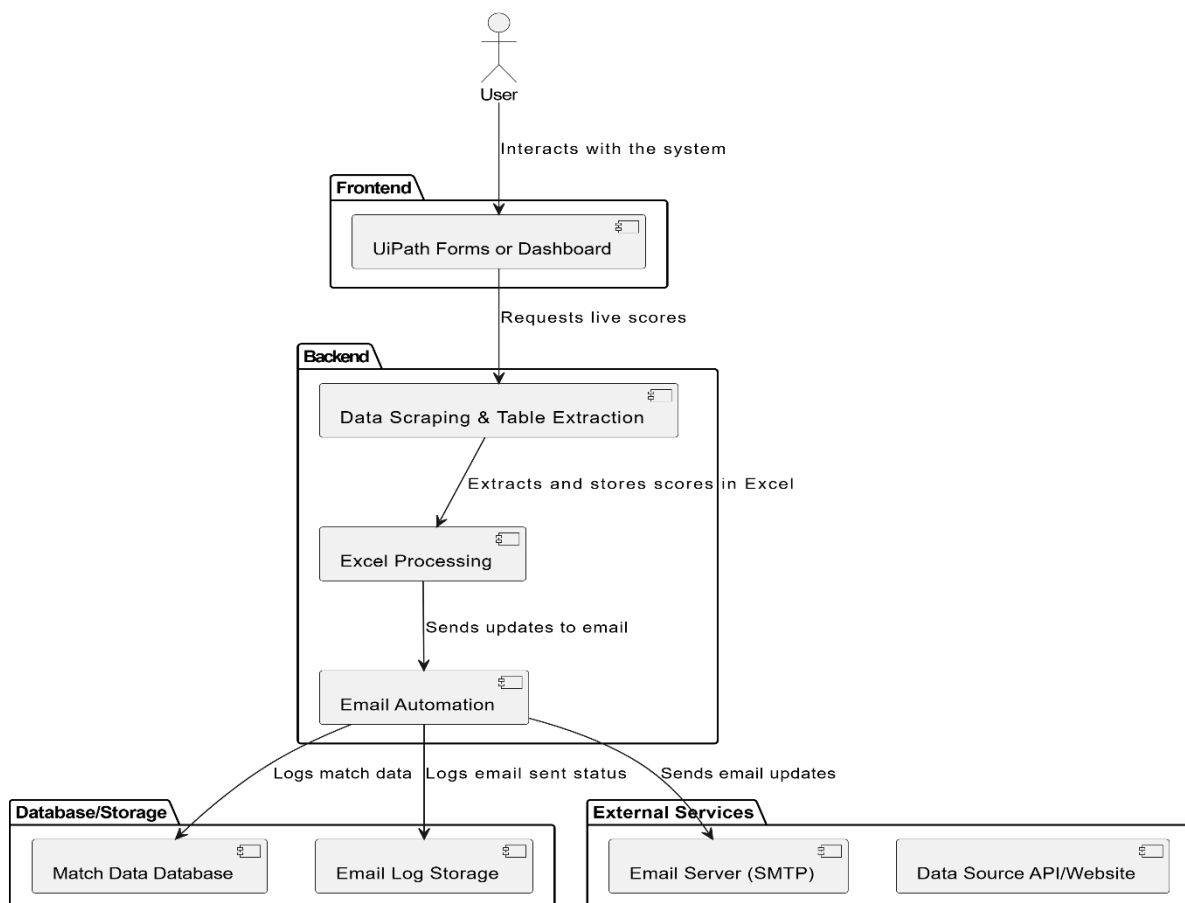 User
Interacts with the system
Frontend
UiPath Forms or Dashboard
Requests live scores
Backend
Data Scraping & Table Extraction
Extracts and stores scores in Excel
Excel Processing
Sends updates to email
Email Automation
Logs match data
Logs email sent status
Sends email updates
Database/Storage
External Services
Match Data Database
Email Log Storage
Email Server (SMTP)
Data Source API/Website